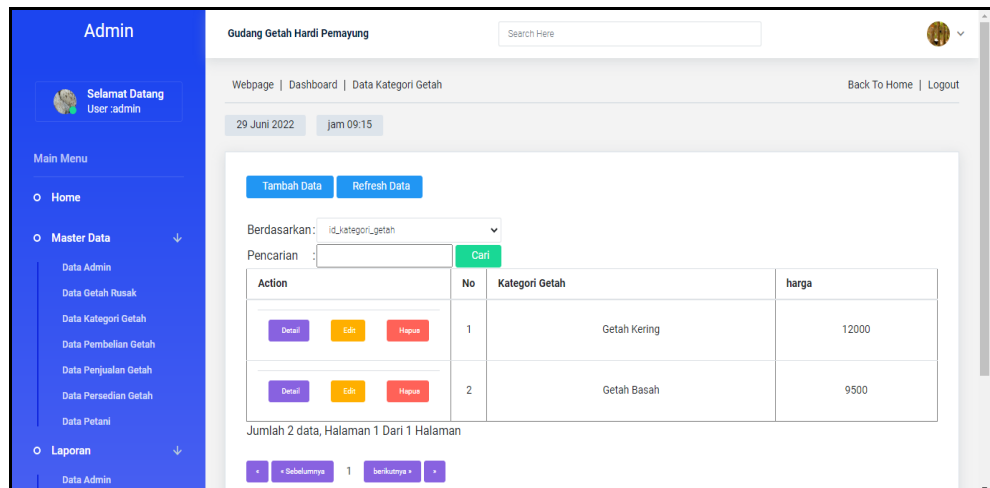 Admin
Selamat Datang
User :admin
Main Menu
Home
Master Data
Data Admin
Data Getah Rusak
Data Kategori Getah
Data Pembelian Getah
Data Penjualan Getah
Data Persedian Getah
Data Petani
Laporan
Data Admin
Gudang Getah Hardi Pemayung
Search Here
Webpage | Dashboard | Data Kategori Getah
Back To Home | Logout
29 Juni 2022 jam 09:15
Tambah Data Refresh Data
Berdasarkan : id_kategori_getah
Pencarian : Cari
Action No Kategori Getah harga
Detail Edit Hapus 1 Getah Kering 12000
Detail Edit Hapus 2 Getah Basah 9500
Jumlah 2 data, Halaman 1 Dari 1 Halaman
« « Sebelumnya 1 berikutnya » »